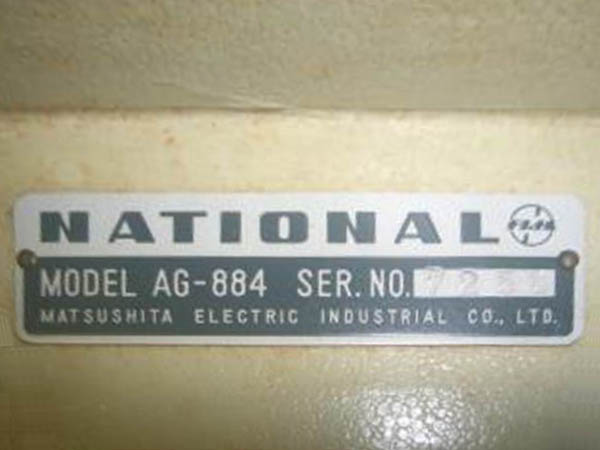 NATIONAL
MODEL AG-884 SER. NO.
MATSUSHITA ELECTRIC INDUSTRIAL CO., LTD.